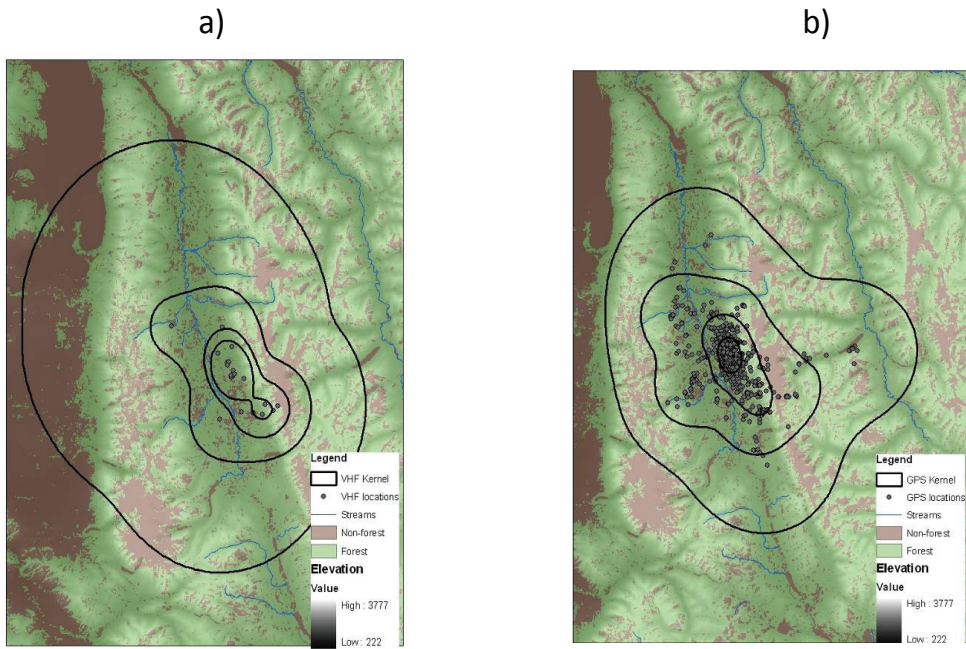 a)
b)
Legend
VHF Kernel
VHF locations
Streams
Non-forest
Forest
Elevation
Value
High : 3777
Low : 222
Legend
GPS Kernel
GPS locations
Streams
Non-forest
Forest
Elevation
Value
High : 3777
Low : 222